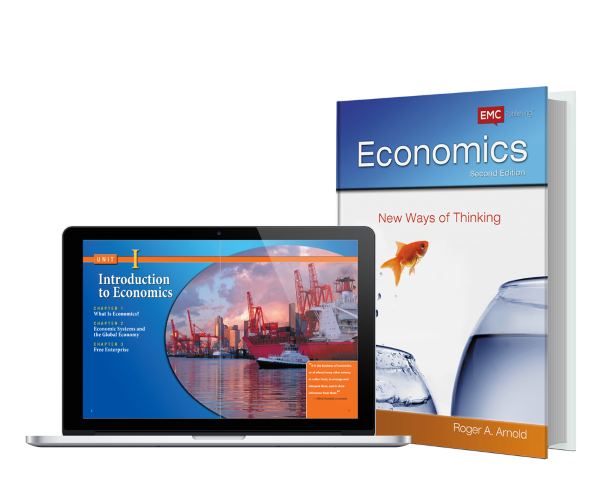 EMC Publishing
Economics
Second Edition
New Ways of Thinking
Roger A. Arnold
UNIT I
Introduction
to Economics
CHAPTER 1
What Is Economics?
CHAPTER 2
Economic Systems and
the Global Economy
CHAPTER 3
Free Enterprise